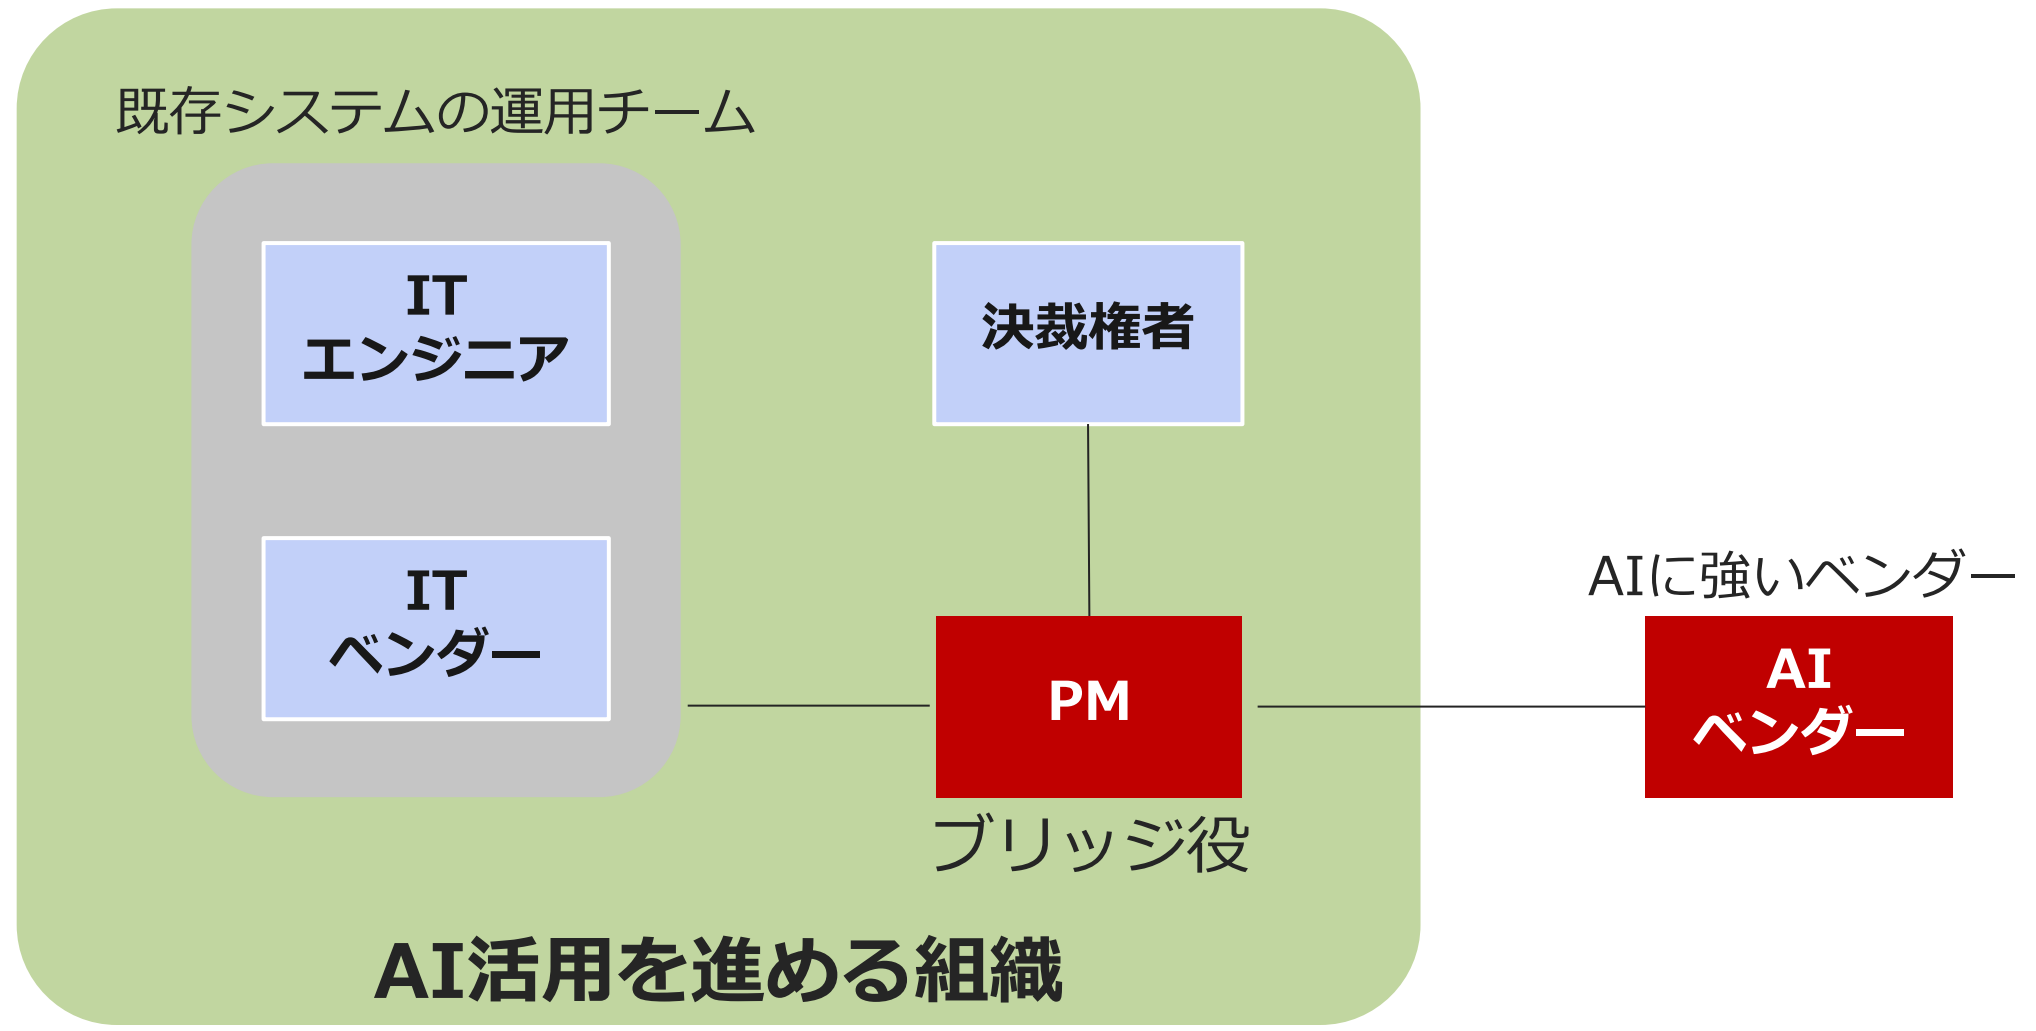 既存システムの運用チーム
IT
エンジニア
決裁権者
IT
ベンダー
PM
ブリッジ役
AIに強いベンダー
AI
ベンダー
AI活用を進める組織